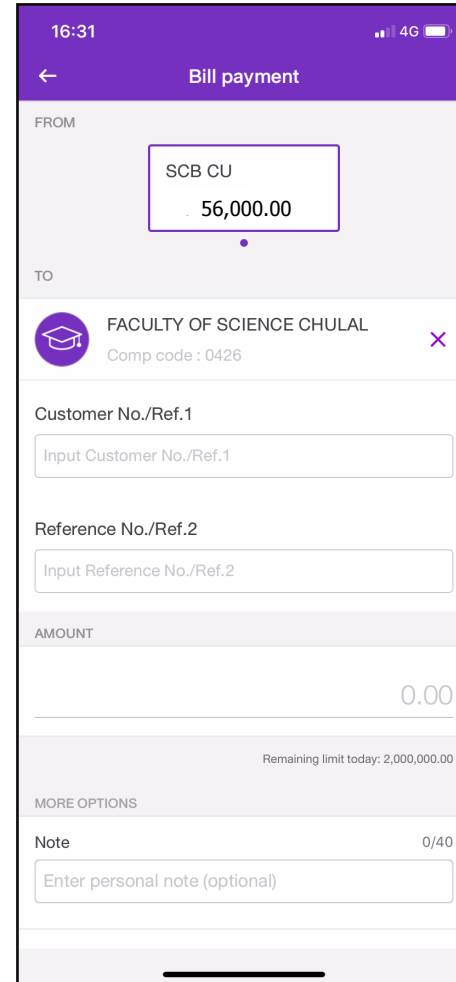 16:31
4G
Bill payment
FROM
SCB CU
56,000.00
TO
FACULTY OF SCIENCE CHULAL
Comp code : 0426
Customer No./Ref.1
Input Customer No./Ref.1
Reference No./Ref.2
Input Reference No./Ref.2
AMOUNT
0.00
Remaining limit today: 2,000,000.00
MORE OPTIONS
Note 0/40
Enter personal note (optional)